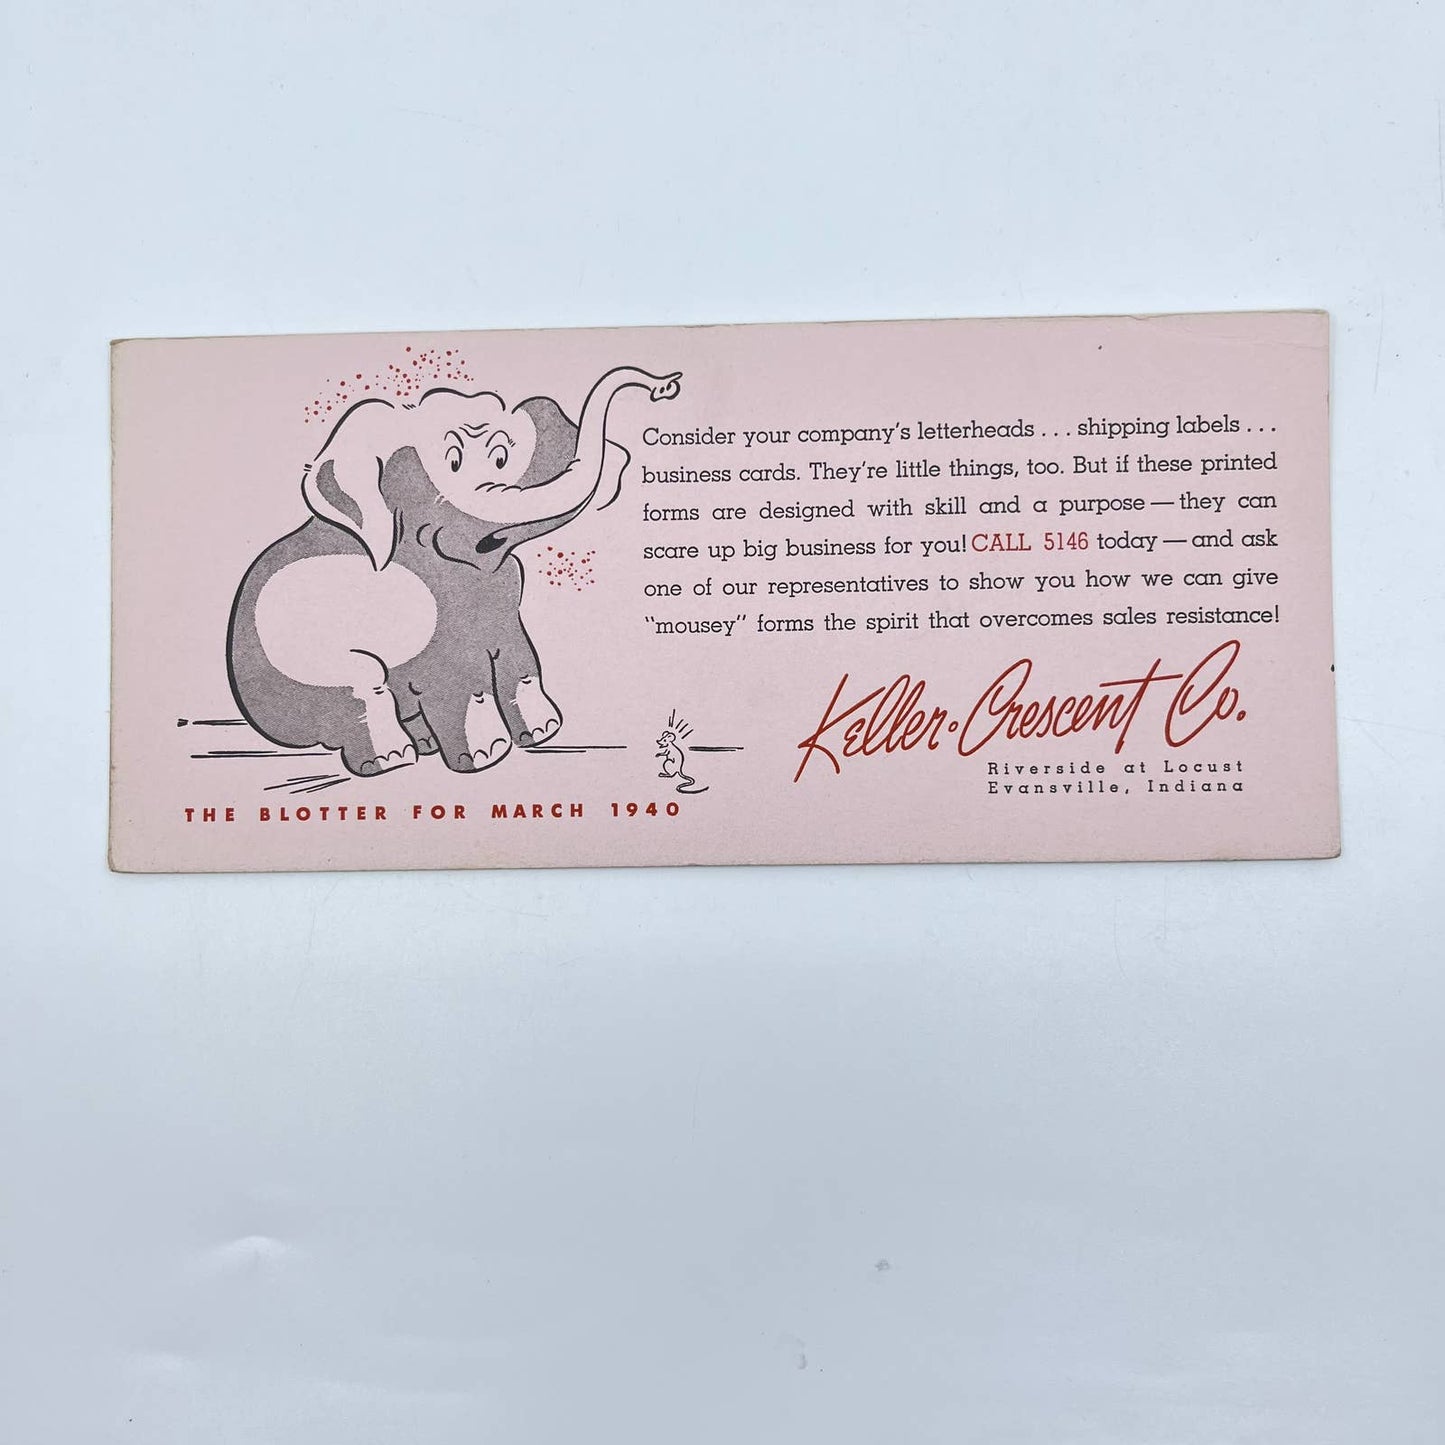 Consider your company's letterheads . . . shipping labels . . .
business cards. They're little things, too. But if these printed
forms are designed with skill and a purpose — they can
scare up big business for you! CALL 5146 today — and ask
one of our representatives to show you how we can give
"mousey" forms the spirit that overcomes sales resistance!
Keller-Crescent Co.
Riverside at Locust
Evansville, Indiana
THE BLOTTER FOR MARCH 1940